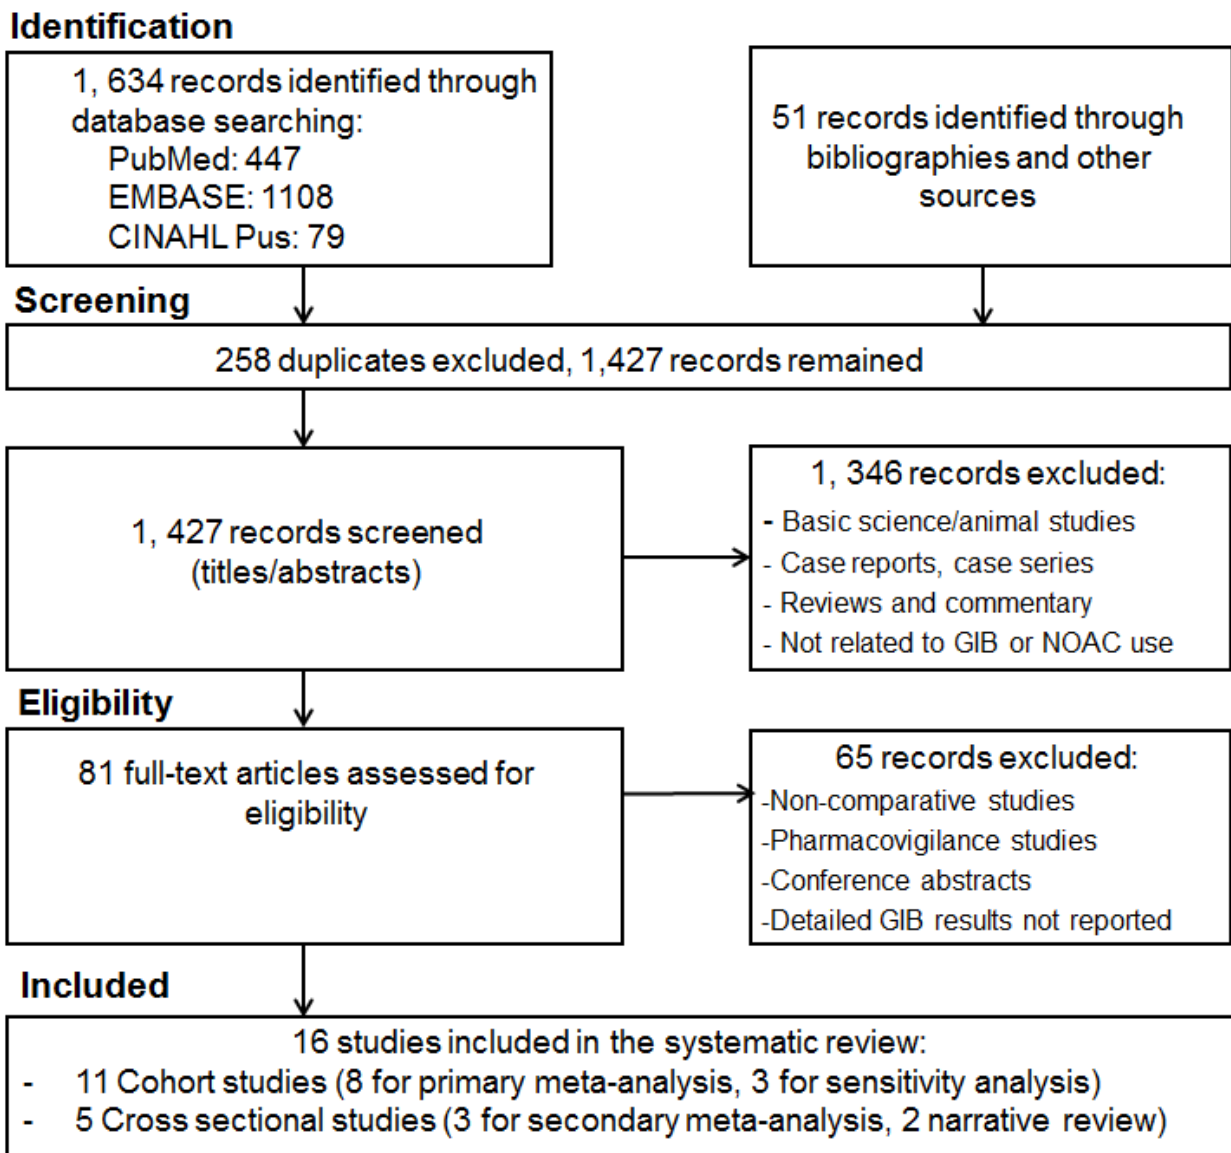 Identification
1, 634 records identified through
database searching:
PubMed: 447
EMBASE: 1108
CINAHL Pus: 79
51 records identified through
bibliographies and other
sources
Screening
258 duplicates excluded, 1,427 records remained
1, 427 records screened
(titles/abstracts)
1, 346 records excluded:
- Basic science/animal studies
- Case reports, case series
- Reviews and commentary
- Not related to GIB or NOAC use
Eligibility
81 full-text articles assessed for
eligibility
65 records excluded:
-Non-comparative studies
-Pharmacovigilance studies
-Conference abstracts
-Detailed GIB results not reported
Included
16 studies included in the systematic review:
- 11 Cohort studies (8 for primary meta-analysis, 3 for sensitivity analysis)
- 5 Cross sectional studies (3 for secondary meta-analysis, 2 narrative review)